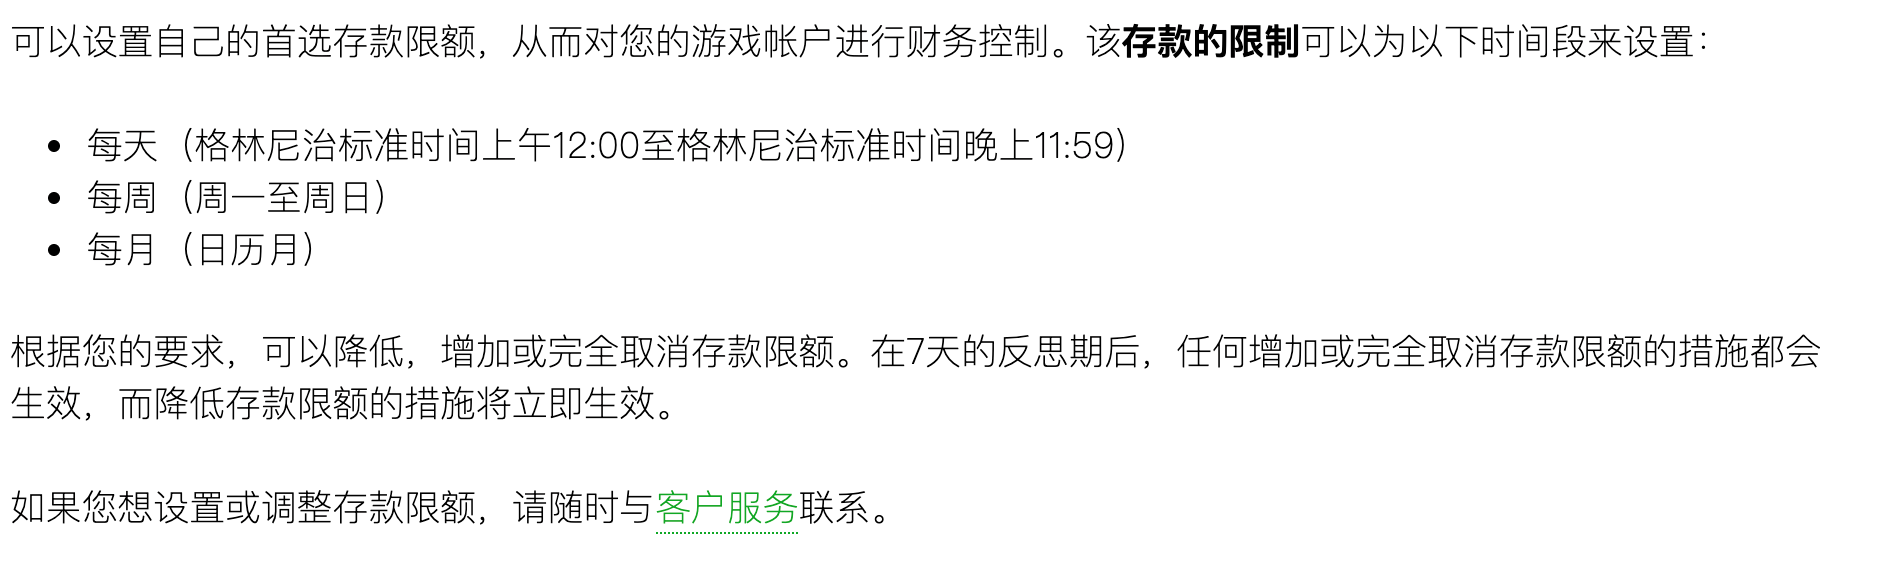 可以设置自己的首选存款限额，从而对您的游戏帐户进行财务控制。该存款的限制可以为以下时间段来设置：
• 每天（格林尼治标准时间上午12:00至格林尼治标准时间晚上11:59）
• 每周（周一至周日）
• 每月（日历月）
根据您的要求，可以降低，增加或完全取消存款限额。在7天的反思期后，任何增加或完全取消存款限额的措施都会
生效，而降低存款限额的措施将立即生效。
如果您想设置或调整存款限额，请随时与客户服务联系。